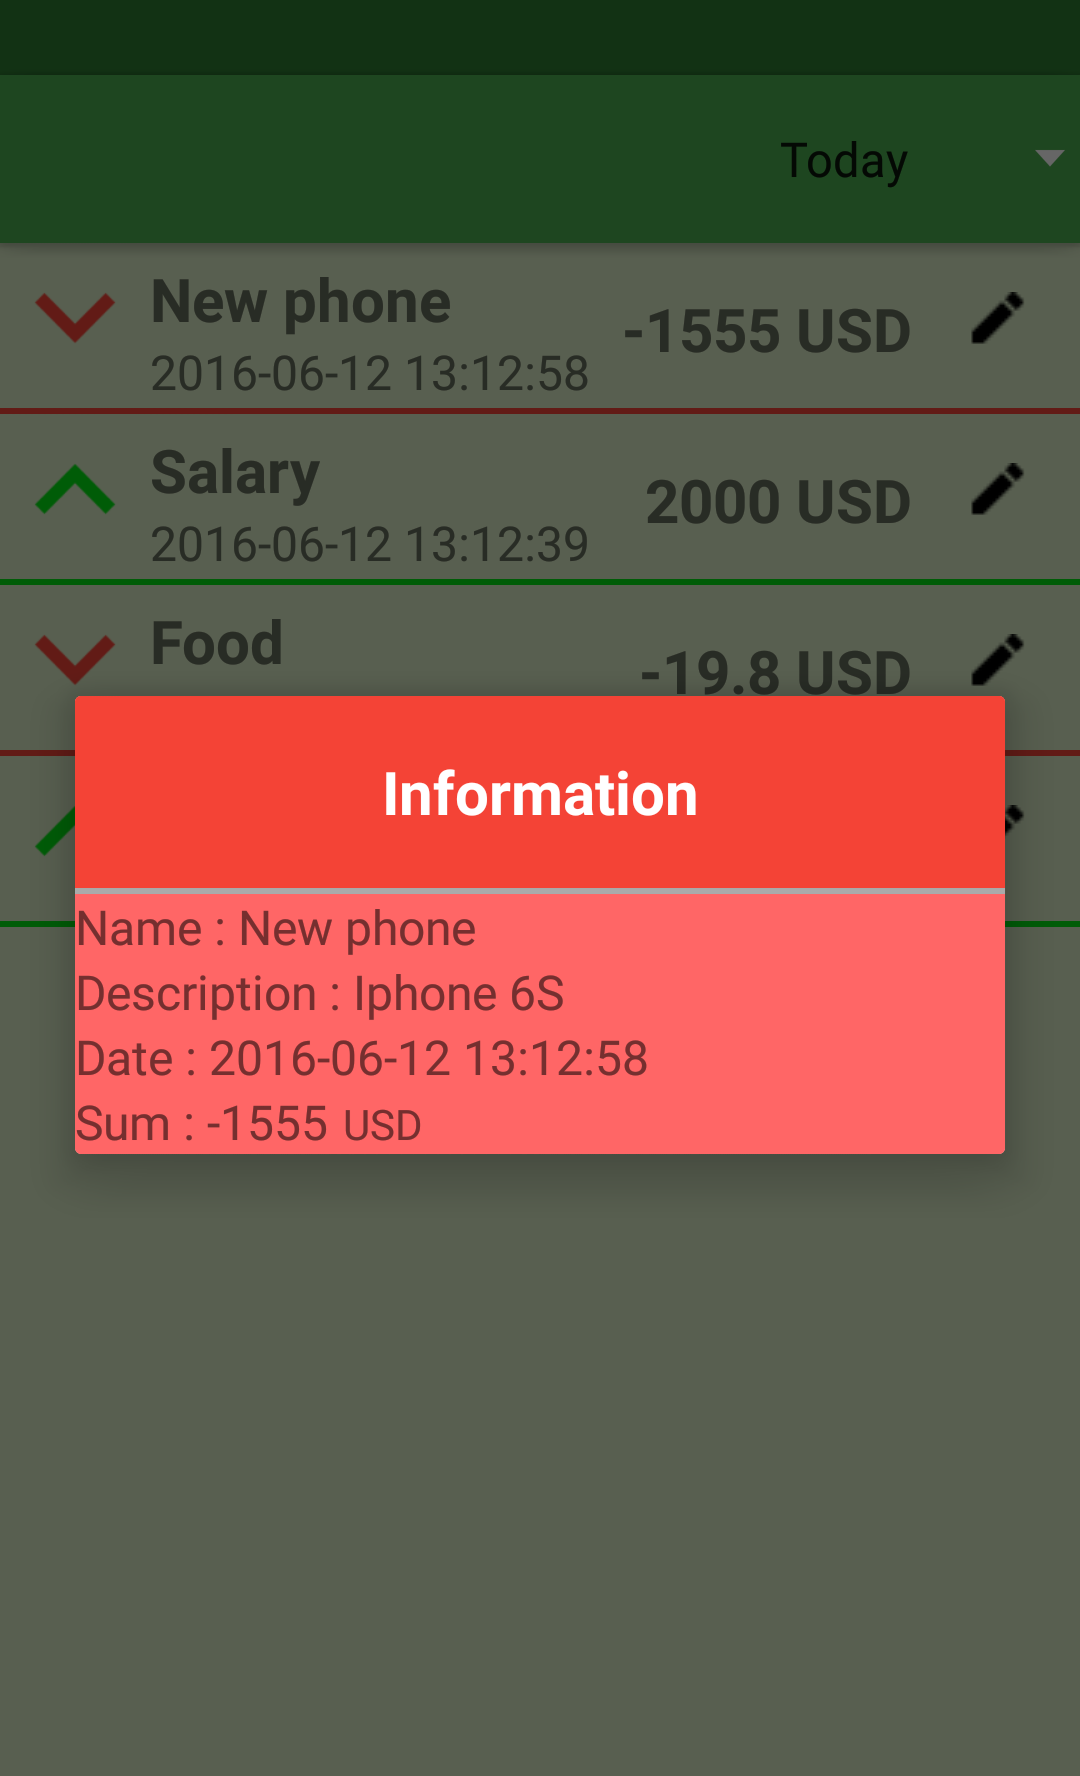 Today
New phone
-1555 USD
2016-06-12 13:12:58
Salary
2000 USD
2016-06-12 13:12:39
Food
-19.8 USD
Information
Name : New phone
Description : Iphone 6S
Date : 2016-06-12 13:12:58
Sum : -1555 USD